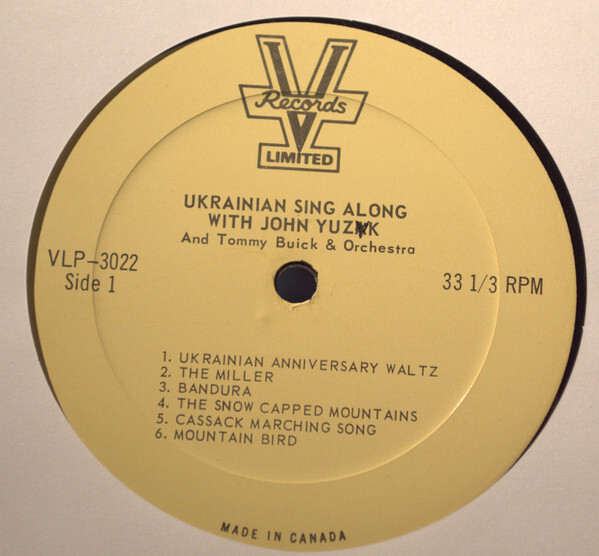 V
Records
LIMITED
UKRAINIAN SING ALONG
WITH JOHN YUZYK
And Tommy Buick & Orchestra
VLP-3022
Side 1
33 1/3 RPM
1. UKRAINIAN ANNIVERSARY WALTZ
2. THE MILLER
3. BANDURA
4. THE SNOW CAPPED MOUNTAINS
5. CASSACK MARCHING SONG
6. MOUNTAIN BIRD
MADE IN CANADA